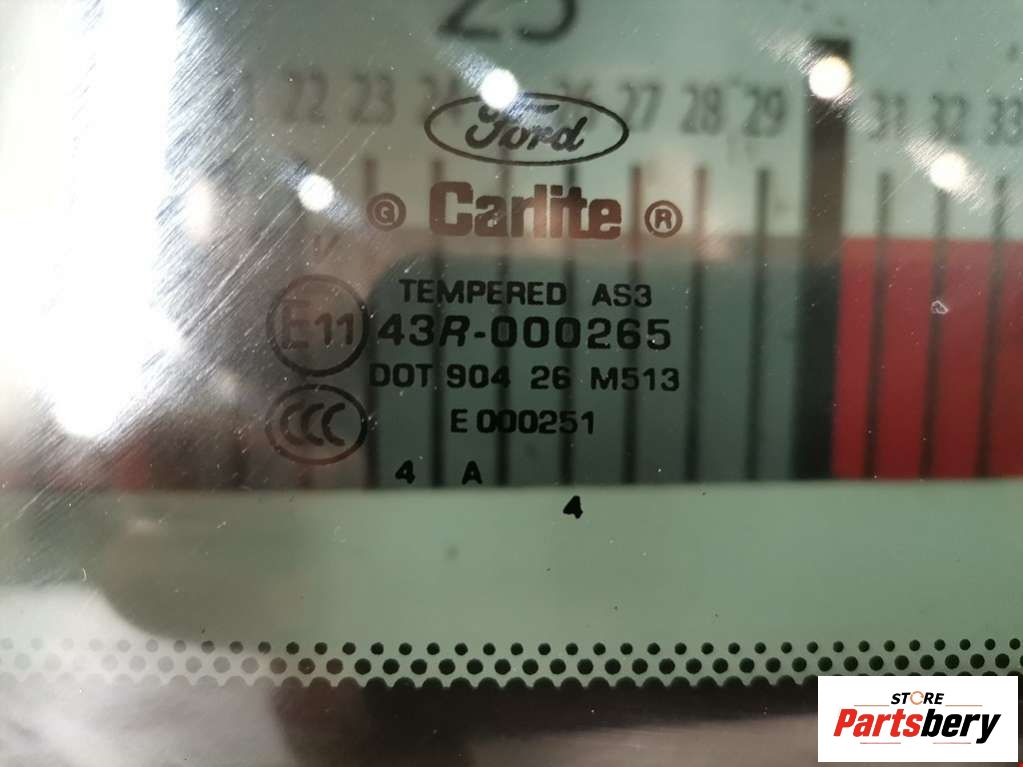 25
22 23 24 26 27 28 29 31 32 33
Ford
G Carlite ®
TEMPERED AS3
E11 43R-000265
DOT 904 26 M513
CCC E 000251
4 A
4
STORE
Partsbery